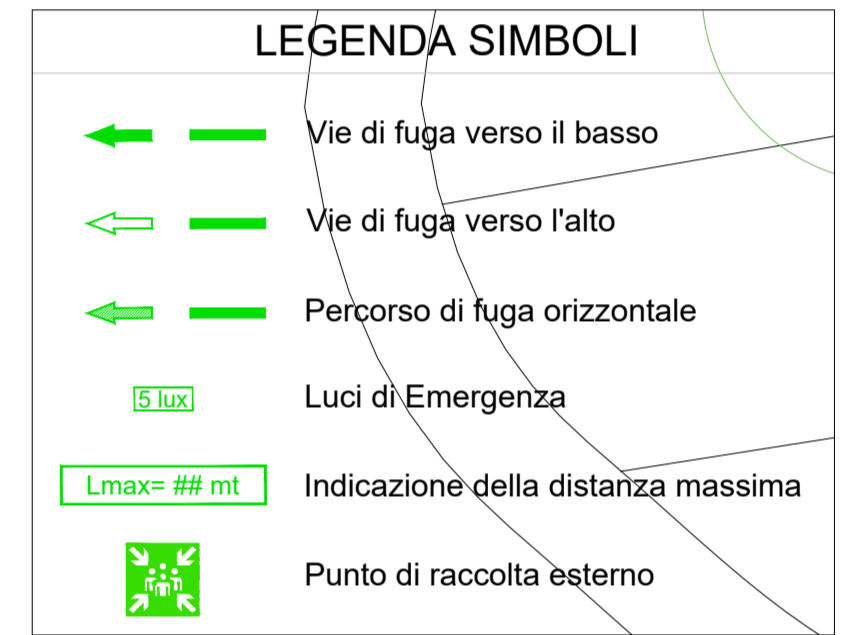 LEGENDA SIMBOLI
Vie di fuga verso il basso
Vie di fuga verso l'alto
Percorso di fuga orizzontale
5 lux Luci di Emergenza
Lmax= ## mt Indicazione della distanza massima
Punto di raccolta esterno